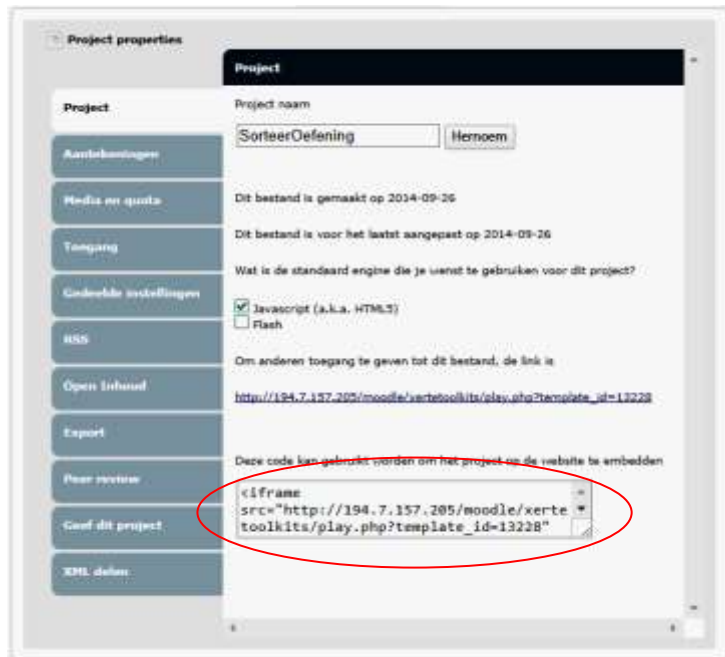 Project properties
Project
Project
Aantekeningen
Media en quota
Toegang
Gedeelde instellingen
RSS
Open Inhoud
Export
Peer review
Geef dit project
XML delen
Project naam
SorteerOefening
Hernoem
Dit bestand is gemaakt op 2014-09-26
Dit bestand is voor het laatst aangepast op 2014-09-26
Wat is de standaard engine die je wenst te gebruiken voor dit project?
Javascript (a.k.a. HTML5)
Flash
Om anderen toegang te geven tot dit bestand, de link is
http://194.7.157.205/moodle/xertetoolkits/play.php?template_id=13228
Deze code kan gebruikt worden om het project op de website te embedden
<iframe
src="http://194.7.157.205/moodle/xerte
toolkits/play.php?template_id=13228"